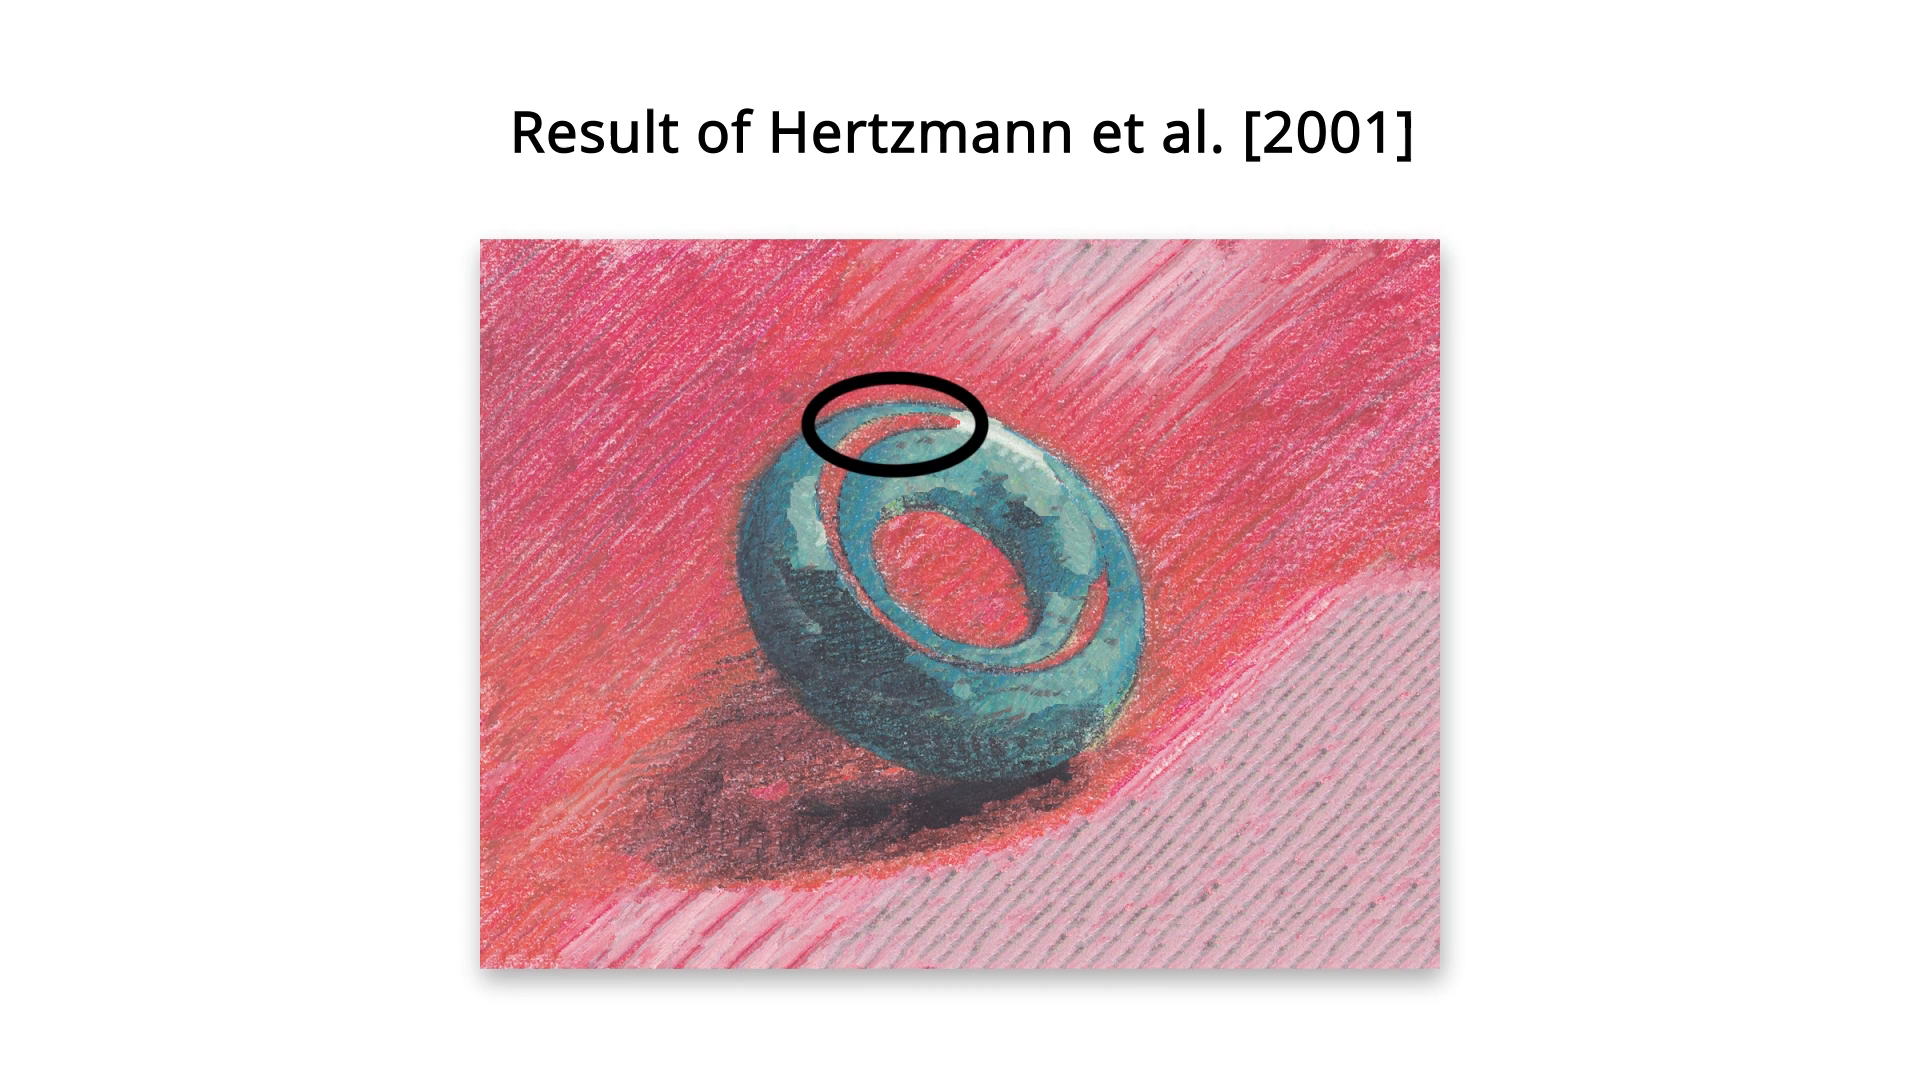 Result of Hertzmann et al. [2001]